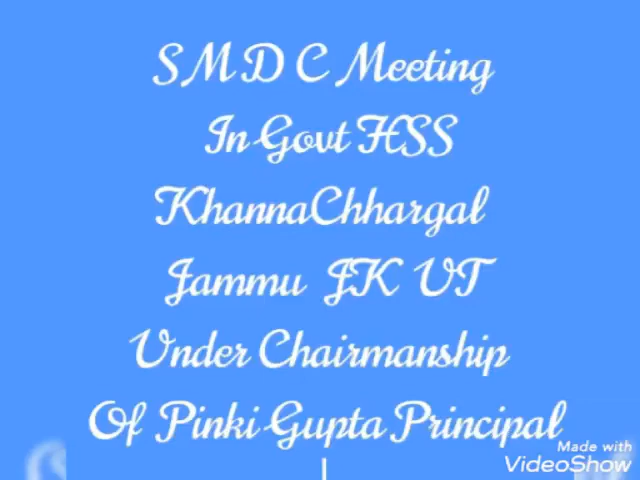 S M D C Meeting
In Govt HSS
KhannaChhargal
Jammu JK UT
Under Chairmanship
Of Pinki Gupta Principal
Made with
VideoShow